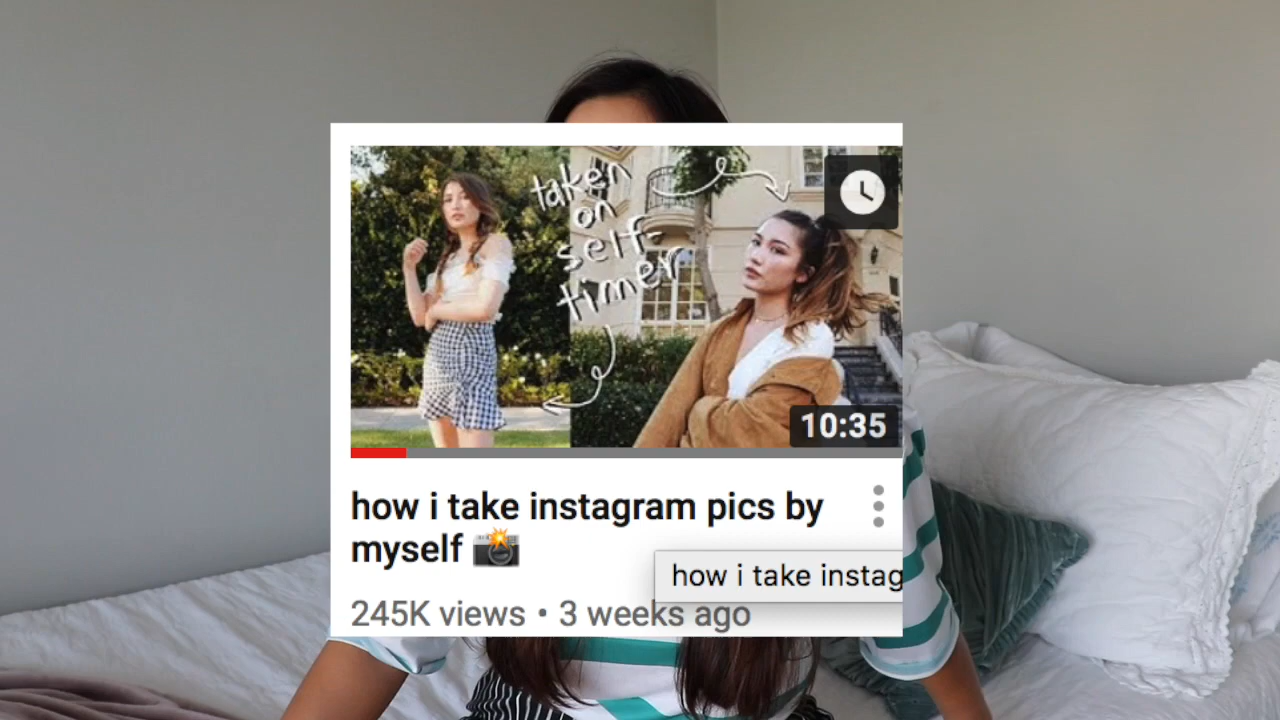 taken
on
self-
timer
10:35
how i take instagram pics by
myself
how i take instag
245K views • 3 weeks ago